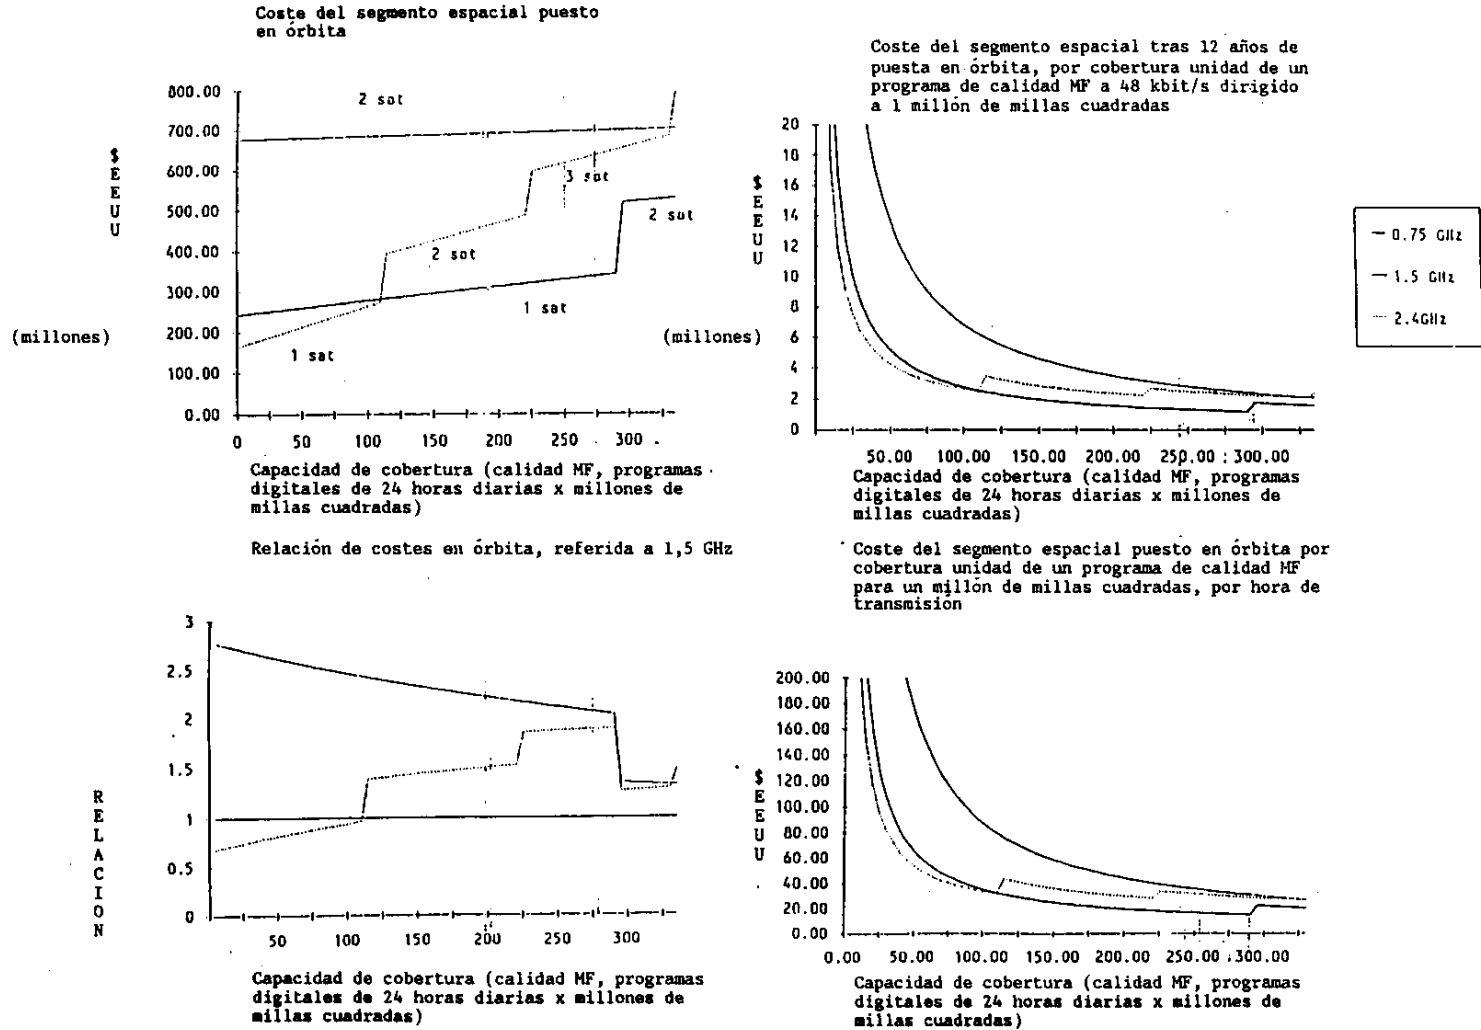 Coste del segmento espacial puesto
en órbita
800.00
700.00
600.00
500.00
400.00
300.00
200.00
100.00
0.00
$
E
E
U
U
(millones)
2 sat
3 sat
2 sat
2 sat
1 sat
1 sat
0 50 100 150 200 250 300
Capacidad de cobertura (calidad MF, programas
digitales de 24 horas diarias x millones de
millas cuadradas)
Coste del segmento espacial tras 12 años de
puesta en órbita, por cobertura unidad de un
programa de calidad MF a 48 kbit/s dirigido
a 1 millón de millas cuadradas
20
18
16
14
12
10
8
6
4
2
0
$
E
E
U
U
(millones)
50.00 100.00 150.00 200.00 250.00 300.00
Capacidad de cobertura (calidad MF, programas
digitales de 24 horas diarias x millones de
millas cuadradas)
0.75 GHz
1.5 GHz
2.4GHz
Relación de costes en órbita, referida a 1,5 GHz
3
2.5
2
1.5
1
0.5
0
R
E
L
A
C
I
O
N
50 100 150 200 250 300
Capacidad de cobertura (calidad MF, programas
digitales de 24 horas diarias x millones de
millas cuadradas)
Coste del segmento espacial puesto en órbita por
cobertura unidad de un programa de calidad MF
para un millón de millas cuadradas, por hora de
transmisión
200.00
180.00
160.00
140.00
120.00
100.00
80.00
60.00
40.00
20.00
0.00
$
E
E
U
U
0.00 50.00 100.00 150.00 200.00 250.00 300.00
Capacidad de cobertura (calidad MF, programas
digitales de 24 horas diarias x millones de
millas cuadradas)